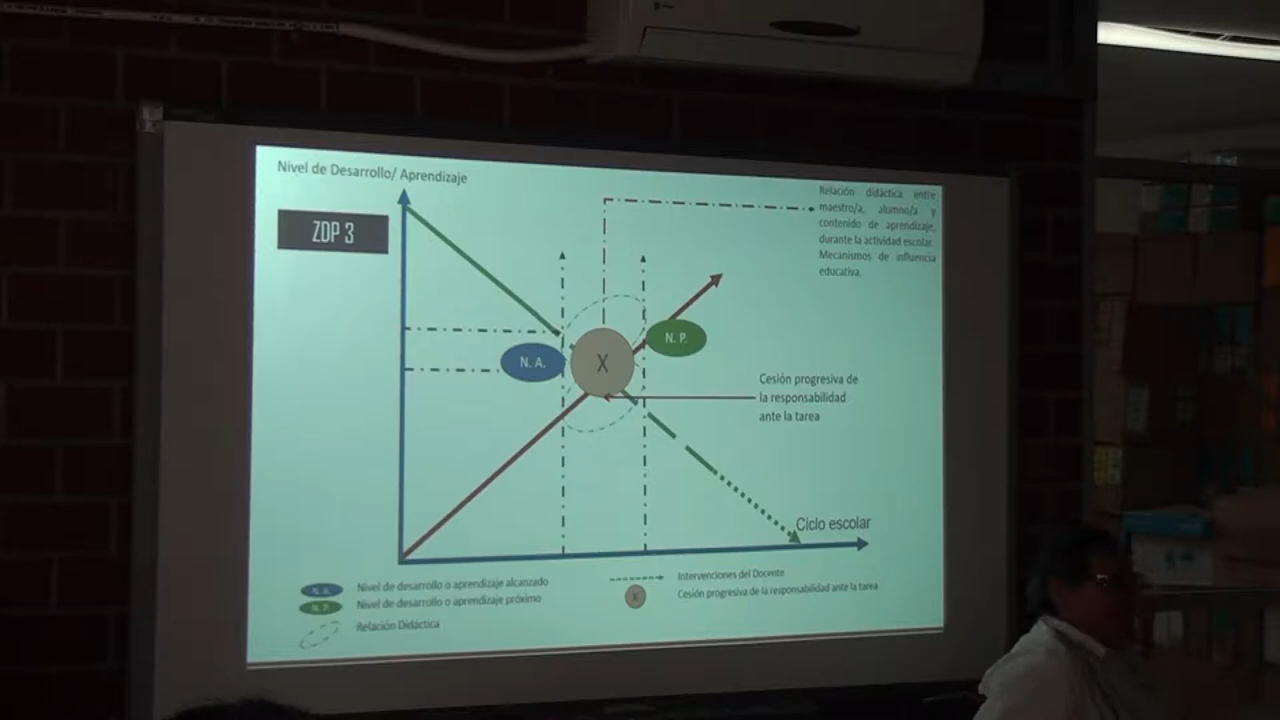 Nivel de Desarrollo/ Aprendizaje
ZDP 3
Relación didáctica entre
maestro/a, alumno/a y
contenido de aprendizaje,
durante la actividad escolar.
Mecanismos de influencia
educativa.
N. A.
X
N. P.
Cesión progresiva de
la responsabilidad
ante la tarea
Ciclo escolar
N. A. Nivel de desarrollo o aprendizaje alcanzado
N. P. Nivel de desarrollo o aprendizaje próximo
Relación Didáctica
Intervenciones del Docente
X Cesión progresiva de la responsabilidad ante la tarea